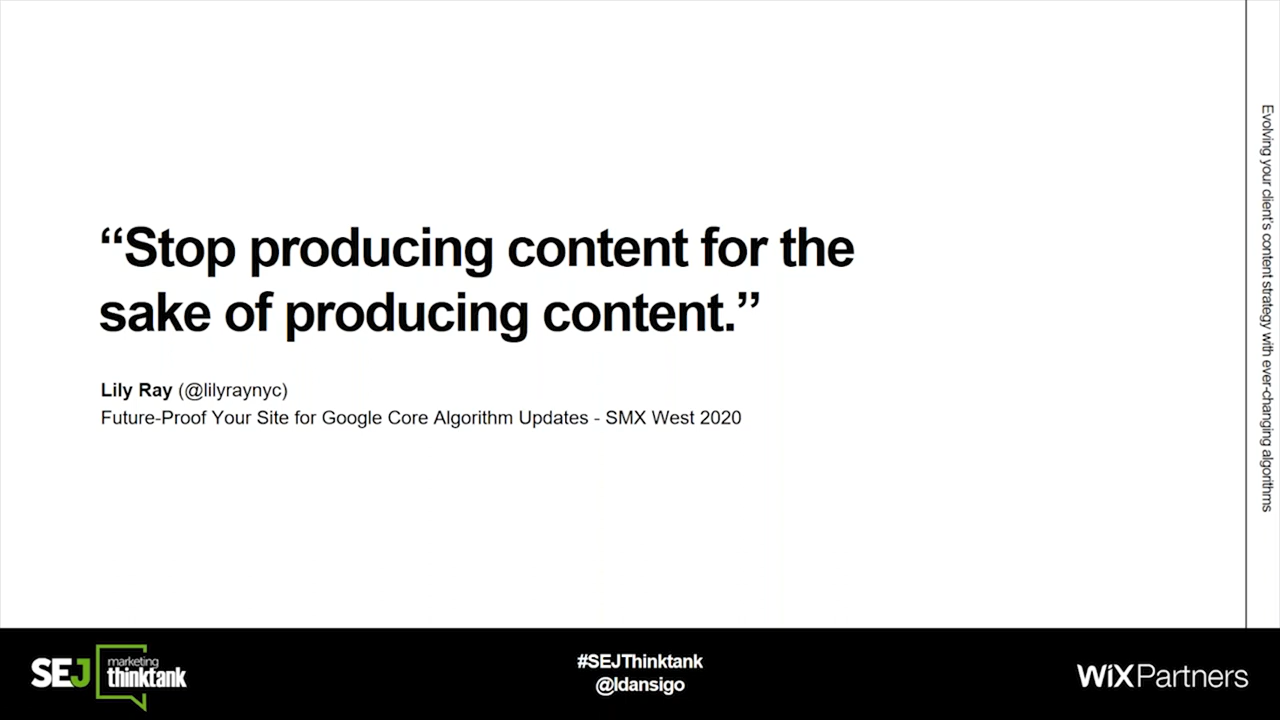 “Stop producing content for the
sake of producing content.”
Lily Ray (@lilyraynyc)
Future-Proof Your Site for Google Core Algorithm Updates - SMX West 2020
Evolving your client's content strategy with ever-changing algorithms
SEJ marketing
thinktank
#SEJThinktank
@Idansigo
WiX Partners